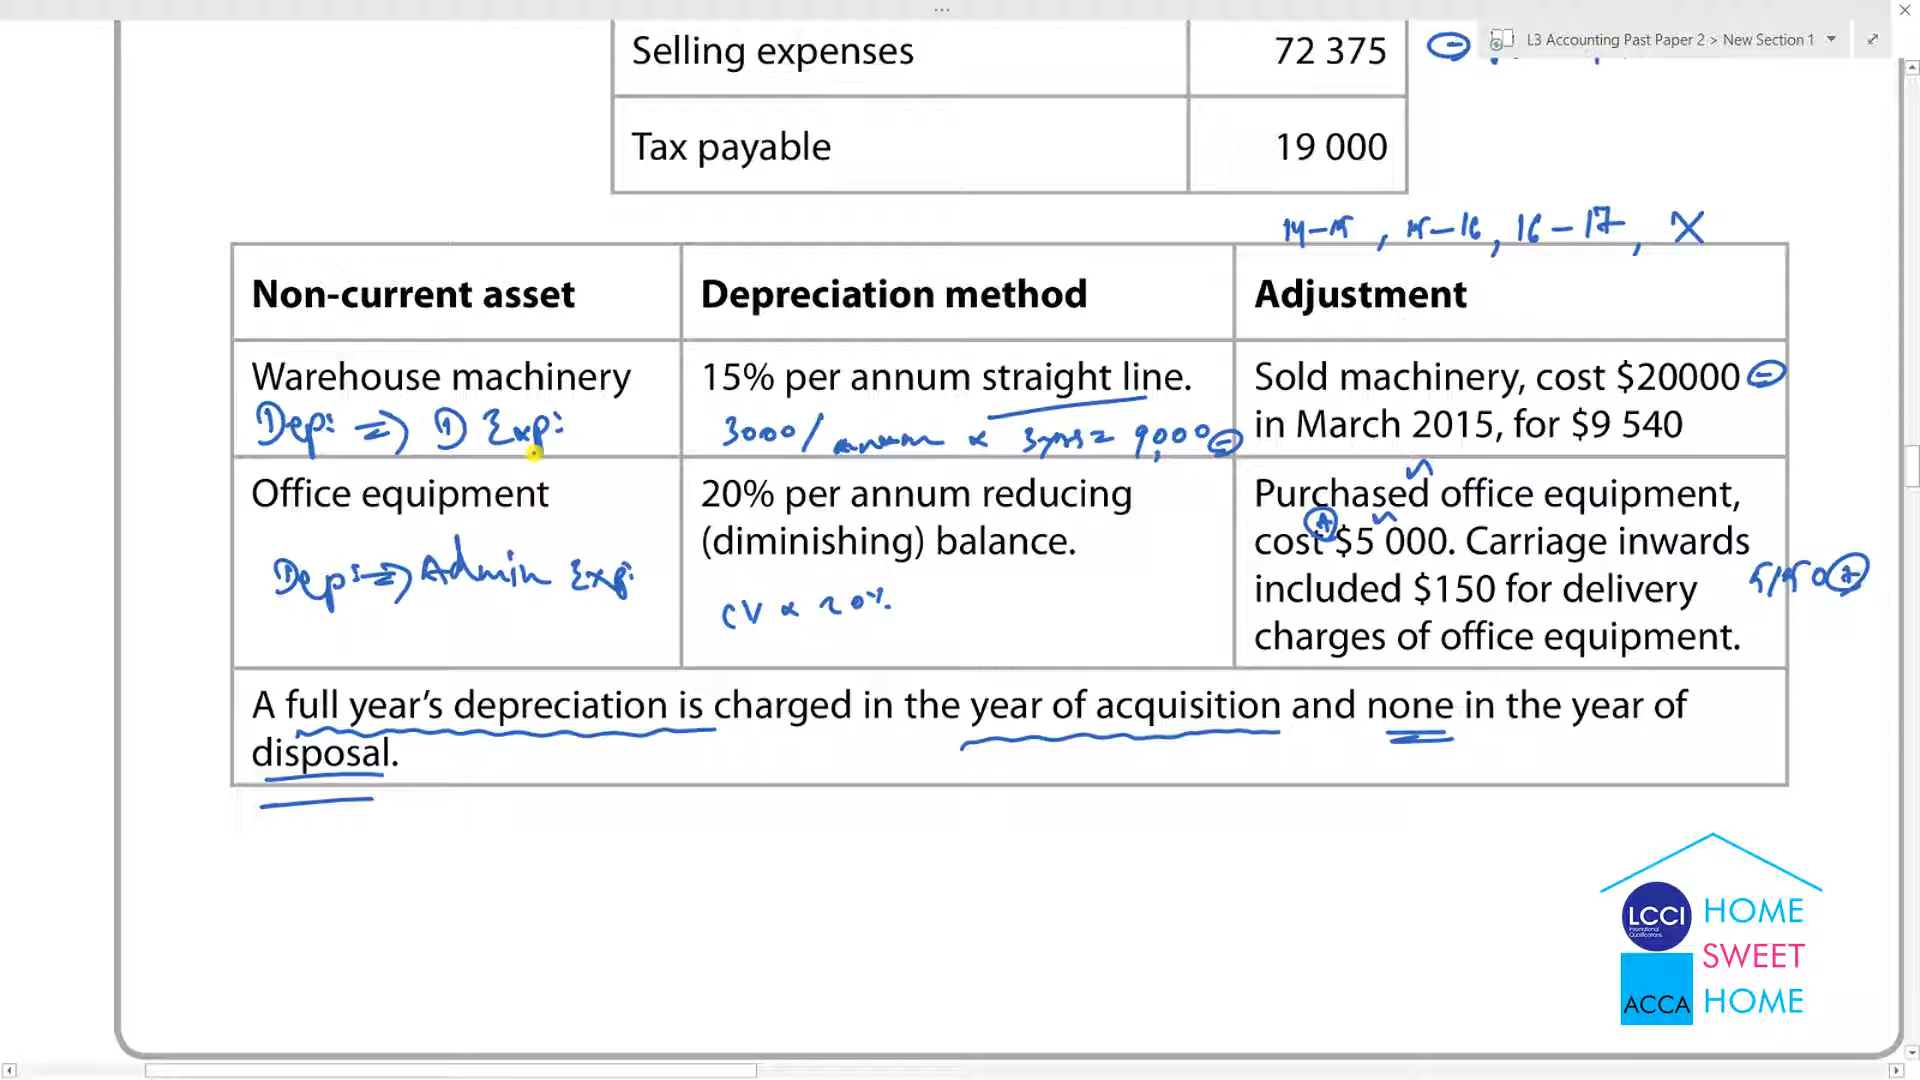 ...
L3 Accounting Past Paper 2 > New Section 1
Selling expenses 72 375
Tax payable 19 000
14-15, 15-16, 16-17, X
Non-current asset Depreciation method Adjustment
Warehouse machinery
Dep: => D Exp:
15% per annum straight line.
3000/annum x 3yrs = 9,000 -
Sold machinery, cost $20000 -
in March 2015, for $9 540
Office equipment
Dep: => Admin Exp:
20% per annum reducing
(diminishing) balance.
CV x 20%
Purchased office equipment,
cost $5 000. Carriage inwards
included $150 for delivery
charges of office equipment.
5150 +
A full year's depreciation is charged in the year of acquisition and none in the year of
disposal.
LCCI
International
Qualifications
ACCA
HOME
SWEET
HOME